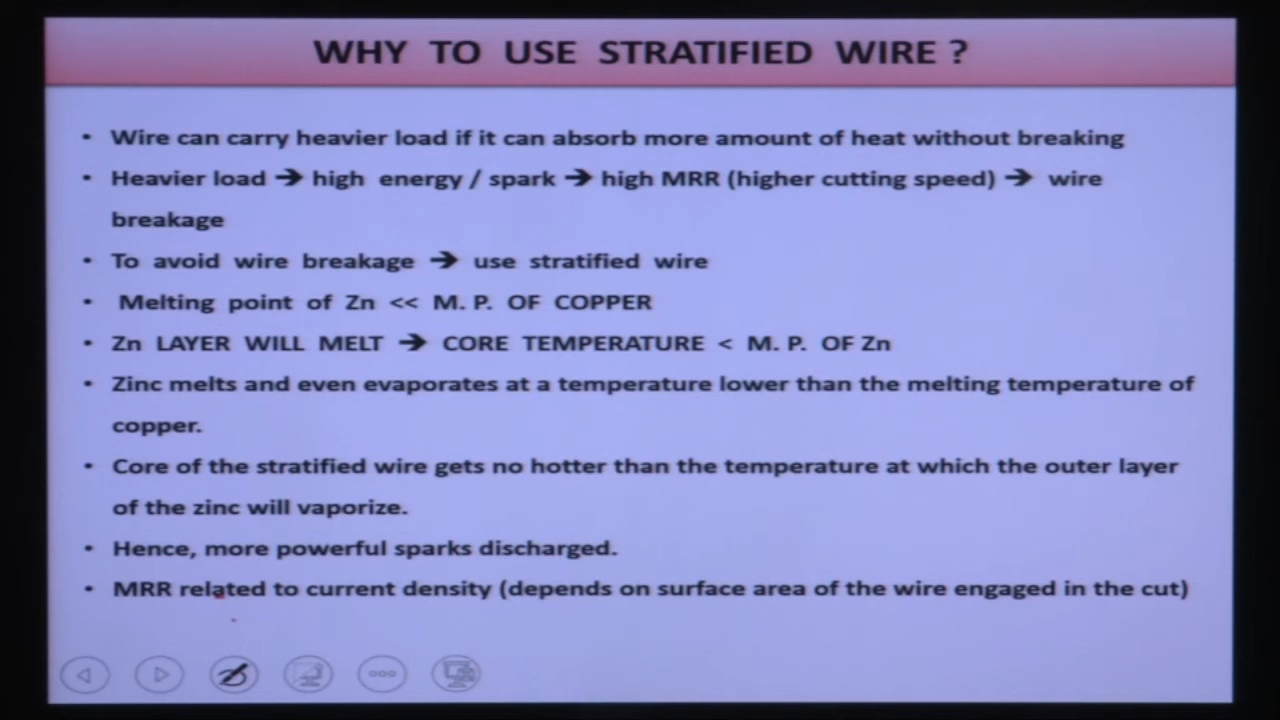 WHY TO USE STRATIFIED WIRE ?
• Wire can carry heavier load if it can absorb more amount of heat without breaking
• Heavier load ➔ high energy / spark ➔ high MRR (higher cutting speed) ➔ wire
breakage
• To avoid wire breakage ➔ use stratified wire
• Melting point of Zn << M. P. OF COPPER
• Zn LAYER WILL MELT ➔ CORE TEMPERATURE < M. P. OF Zn
• Zinc melts and even evaporates at a temperature lower than the melting temperature of
copper.
• Core of the stratified wire gets no hotter than the temperature at which the outer layer
of the zinc will vaporize.
• Hence, more powerful sparks discharged.
• MRR related to current density (depends on surface area of the wire engaged in the cut)